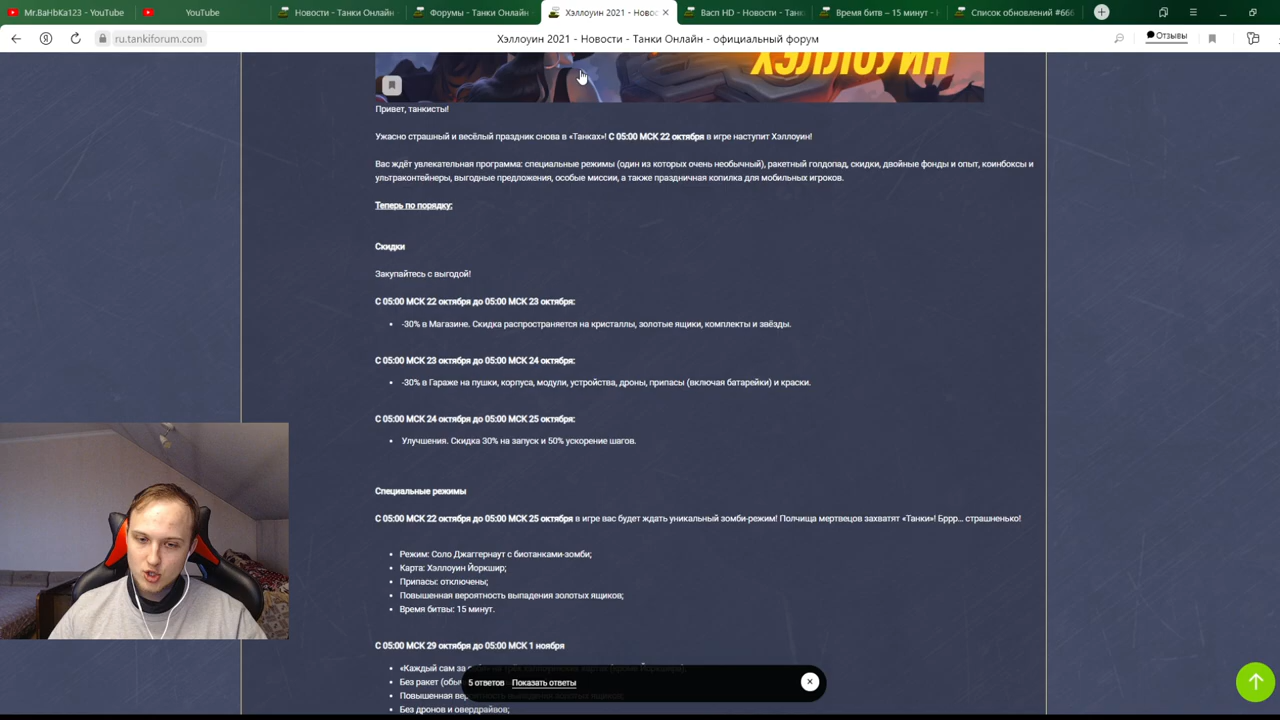 Mr.BaHbKa123 - YouTube
YouTube
Новости - Танки Онлайн
Форумы - Танки Онлайн
Хэллоуин 2021 - Новос
Васп HD - Новости - Танк
Время битв – 15 минут -
Список обновлений #666
ru.tankiforum.com
Хэллоуин 2021 - Новости - Танки Онлайн - официальный форум
Отзывы
ХЭЛЛОУИН
Привет, танкисты!
Ужасно страшный и весёлый праздник снова в «Танках»! С 05:00 МСК 22 октября в игре наступит Хэллоуин!
Вас ждёт увлекательная программа: специальные режимы (один из которых очень необычный), ракетный голдопад, скидки, двойные фонды и опыт, коинбоксы и
ультраконтейнеры, выгодные предложения, особые миссии, а также праздничная копилка для мобильных игроков.
Теперь по порядку:
Скидки
Закупайтесь с выгодой!
С 05:00 МСК 22 октября до 05:00 МСК 23 октября:
-30% в Магазине. Скидка распространяется на кристаллы, золотые ящики, комплекты и звёзды.
С 05:00 МСК 23 октября до 05:00 МСК 24 октября:
-30% в Гараже на пушки, корпуса, модули, устройства, дроны, припасы (включая батарейки) и краски.
С 05:00 МСК 24 октября до 05:00 МСК 25 октября:
Улучшения. Скидка 30% на запуск и 50% ускорение шагов.
Специальные режимы
С 05:00 МСК 22 октября до 05:00 МСК 25 октября в игре вас будет ждать уникальный зомби-режим! Полчища мертвецов захватят «Танки»! Бррр... страшненько!
Режим: Соло Джаггернаут с биотанками-зомби;
Карта: Хэллоуин Йоркшир;
Припасы: отключены;
Повышенная вероятность выпадения золотых ящиков;
Время битвы: 15 минут.
С 05:00 МСК 29 октября до 05:00 МСК 1 ноября
«Каждый сам за
Без ракет (обы
5 ответов Показать ответы
Повышенная
Без дронов и овердрайвов;